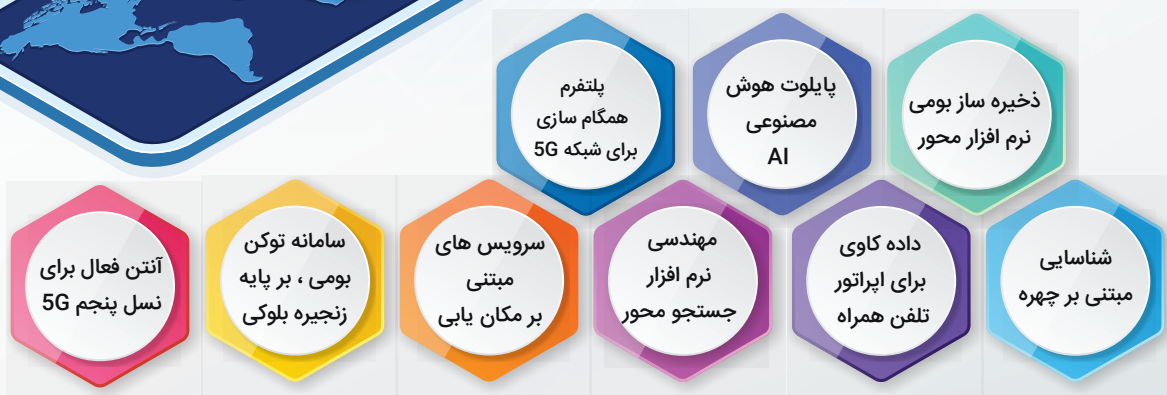 ذخیره ساز بومی
نرم افزار محور
پایلوت هوش
مصنوعی
AI
پلتفرم
همگام سازی
برای شبکه 5G
شناسایی
مبتنی بر چهره
داده کاوی
برای اپراتور
تلفن همراه
مهندسی
نرم افزار
جستجو محور
سرویس های
مبتنی
بر مکان یابی
سامانه توکن
بومی ، بر پایه
زنجیره بلوکی
آنتن فعال برای
نسل پنجم 5G